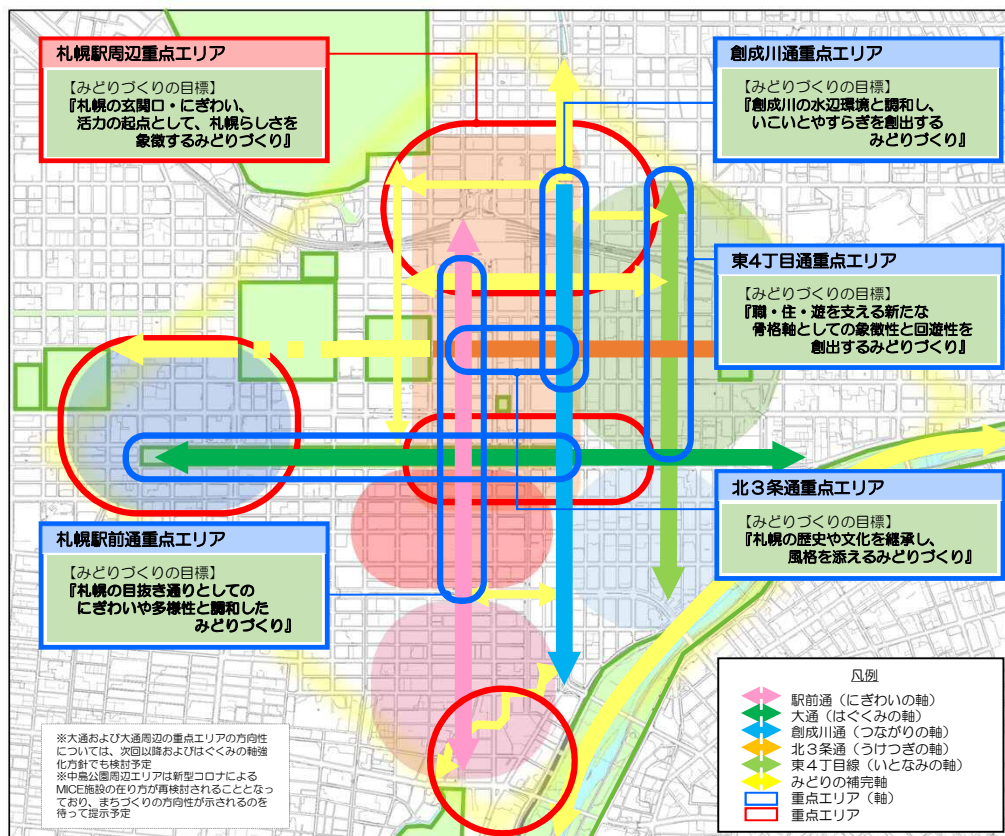 札幌駅周辺重点エリア
【みどりづくりの目標】
『札幌の玄関口・にぎわい、
活力の起点として、札幌らしさを
象徴するみどりづくり』
創成川通重点エリア
【みどりづくりの目標】
『創成川の水辺環境と調和し、
いこいとやすらぎを創出する
みどりづくり』
東4丁目通重点エリア
【みどりづくりの目標】
『職・住・遊を支える新たな
骨格軸としての象徴性と回遊性を
創出するみどりづくり』
北3条通重点エリア
【みどりづくりの目標】
『札幌の歴史や文化を継承し、
風格を添えるみどりづくり』
札幌駅前通重点エリア
【みどりづくりの目標】
『札幌の目抜き通りとしての
にぎわいや多様性と調和した
みどりづくり』
※大通および大通周辺の重点エリアの方向性
については、次回以降およびはぐくみの軸強
化方針でも検討予定
※中島公園周辺エリアは新型コロナによる
MICE施設の在り方が再検討されることとなっ
ており、まちづくりの方向性が示されるのを
待って提示予定
凡例
駅前通（にぎわいの軸）
大通（はぐくみの軸）
創成川通（つながりの軸）
北3条通（うけつぎの軸）
東4丁目線（いとなみの軸）
みどりの補完軸
重点エリア（軸）
重点エリア